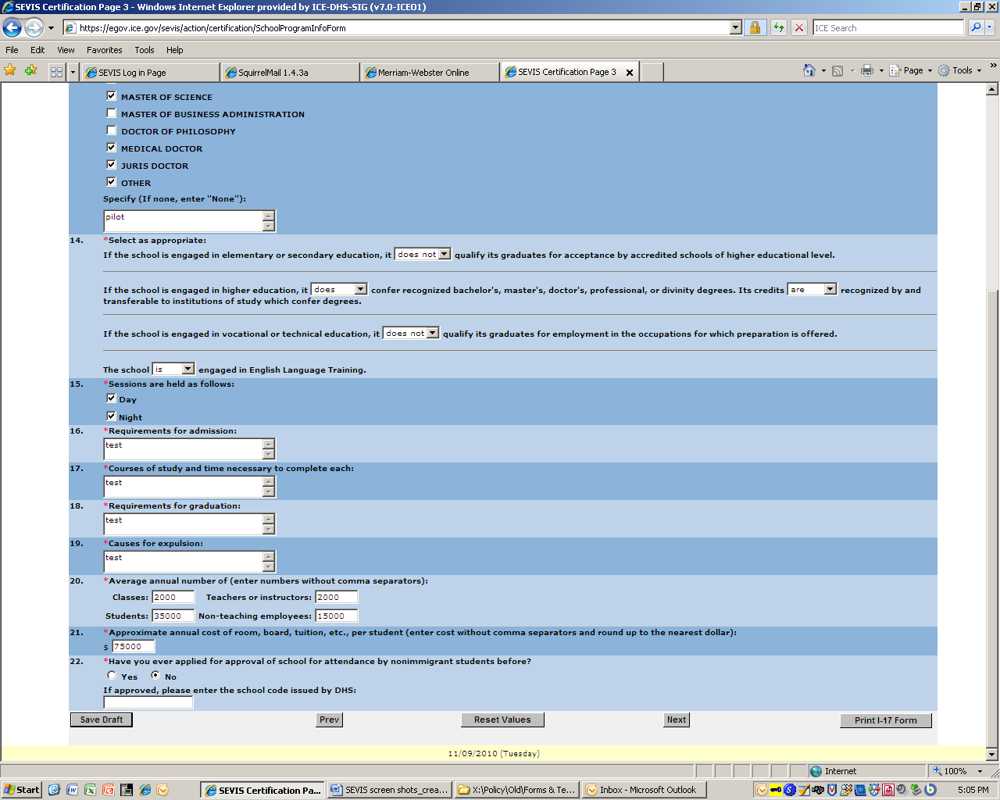 SEVIS Certification Page 3 - Windows Internet Explorer provided by ICE-DHS-SIG (v7.0-ICE01)
https://egov.ice.gov/sevis/action/certification/SchoolProgramInfoForm
ICE Search
File Edit View Favorites Tools Help
SEVIS Log in Page SquirrelMail 1.4.3a Merriam-Webster Online SEVIS Certification Page 3 Page Tools
MASTER OF SCIENCE
MASTER OF BUSINESS ADMINISTRATION
DOCTOR OF PHILOSOPHY
MEDICAL DOCTOR
JURIS DOCTOR
OTHER
Specify (If none, enter "None"):
pilot
14. *Select as appropriate:
If the school is engaged in elementary or secondary education, it does not qualify its graduates for acceptance by accredited schools of higher educational level.
If the school is engaged in higher education, it does confer recognized bachelor's, master's, doctor's, professional, or divinity degrees. Its credits are recognized by and
transferable to institutions of study which confer degrees.
If the school is engaged in vocational or technical education, it does not qualify its graduates for employment in the occupations for which preparation is offered.
The school is engaged in English Language Training.
15. *Sessions are held as follows:
Day
Night
16. *Requirements for admission:
test
17. *Courses of study and time necessary to complete each:
test
18. *Requirements for graduation:
test
19. *Causes for expulsion:
test
20. *Average annual number of (enter numbers without comma separators):
Classes: 2000 Teachers or instructors: 2000
Students: 35000 Non-teaching employees: 15000
21. *Approximate annual cost of room, board, tuition, etc., per student (enter cost without comma separators and round up to the nearest dollar):
$ 75000
22. *Have you ever applied for approval of school for attendance by nonimmigrant students before?
Yes No
If approved, please enter the school code issued by DHS:
Save Draft Prev Reset Values Next Print I-17 Form
11/09/2010 (Tuesday)
Internet 100%
Start SEVIS Certification Pa... SEVIS screen shots_crea... X:\Policy\Old\Forms & Te... Inbox - Microsoft Outlook 5:05 PM